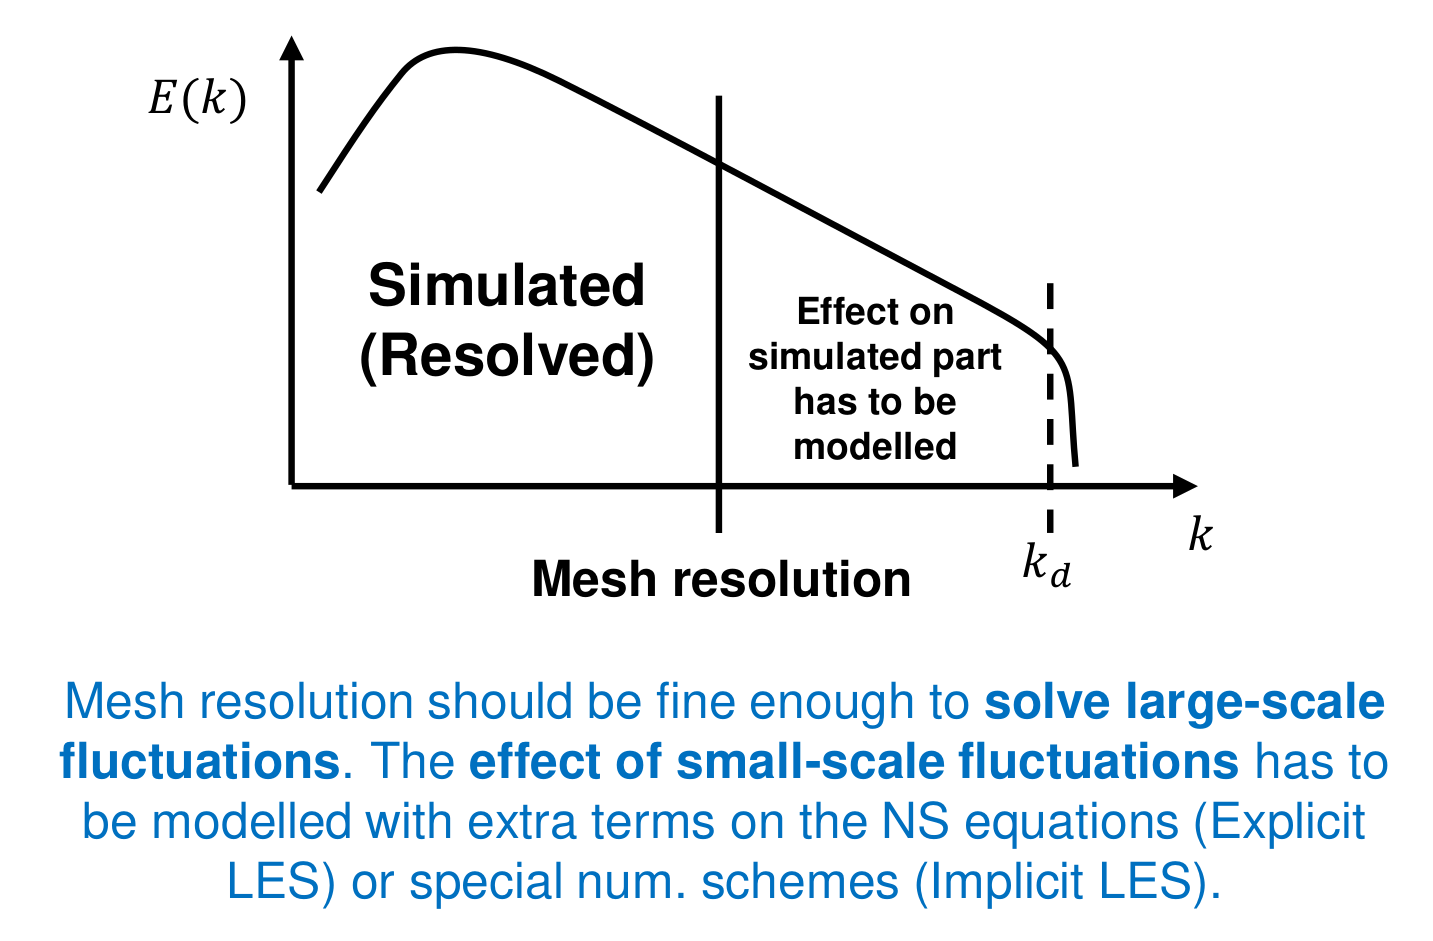 E(k)
Simulated
(Resolved)
Effect on
simulated part
has to be
modelled
k
k_d
Mesh resolution
Mesh resolution should be fine enough to solve large-scale
fluctuations. The effect of small-scale fluctuations has to
be modelled with extra terms on the NS equations (Explicit
LES) or special num. schemes (Implicit LES).